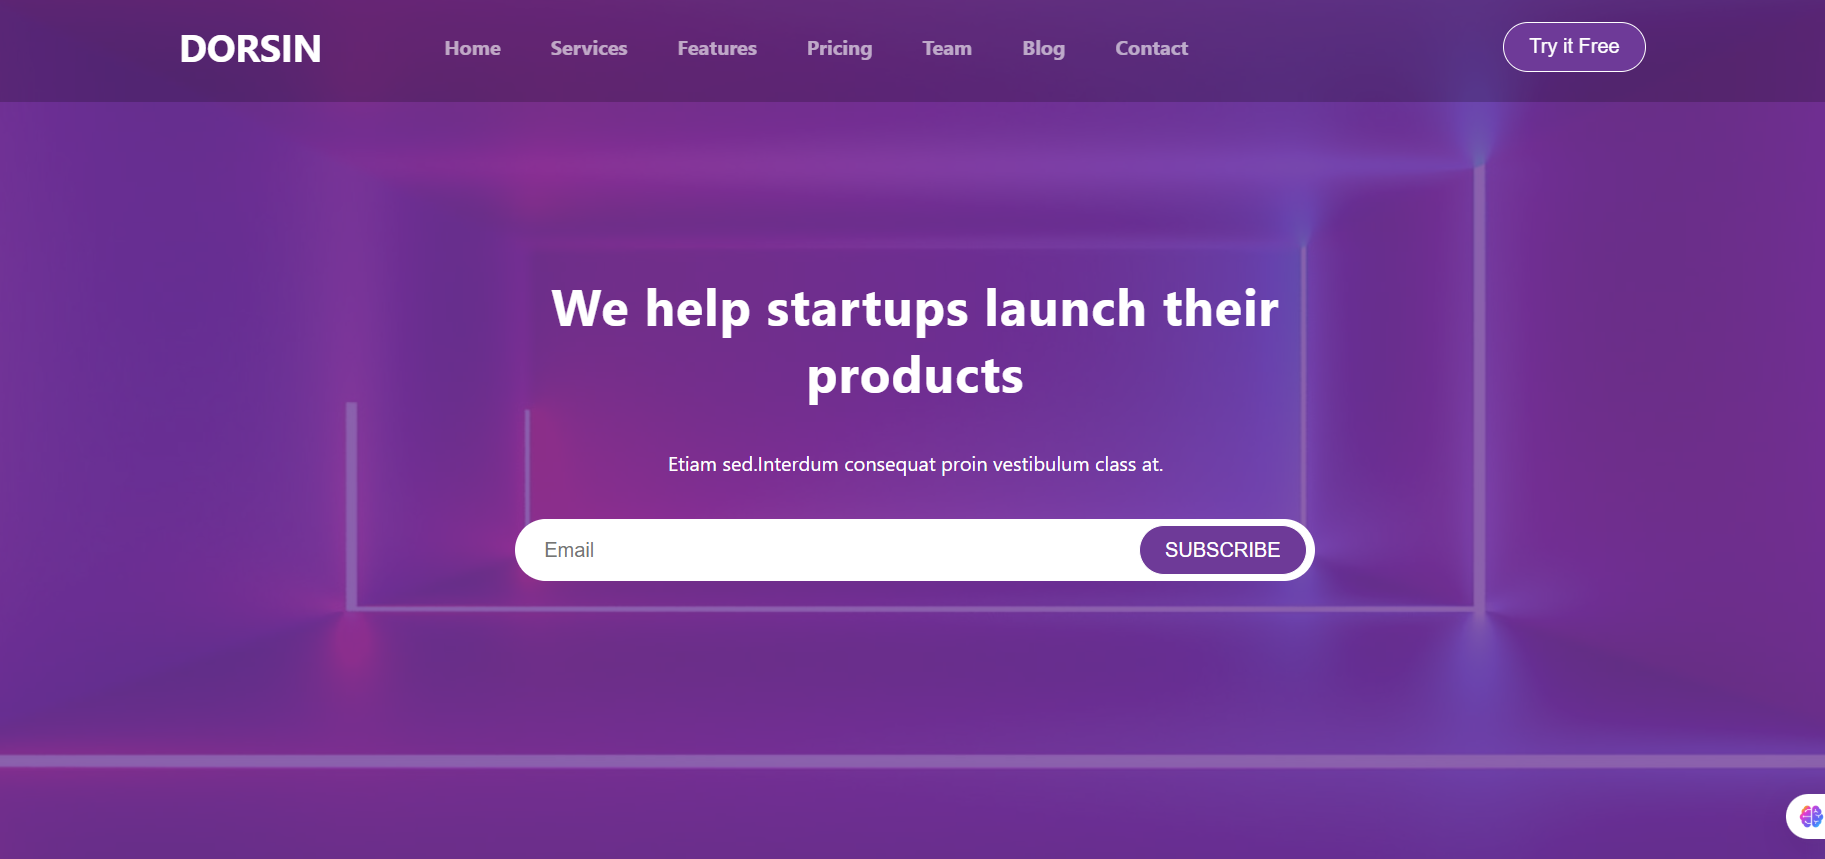 DORSIN
Home Services Features Pricing Team Blog Contact
Try it Free
We help startups launch their
products
Etiam sed.Interdum consequat proin vestibulum class at.
Email
SUBSCRIBE